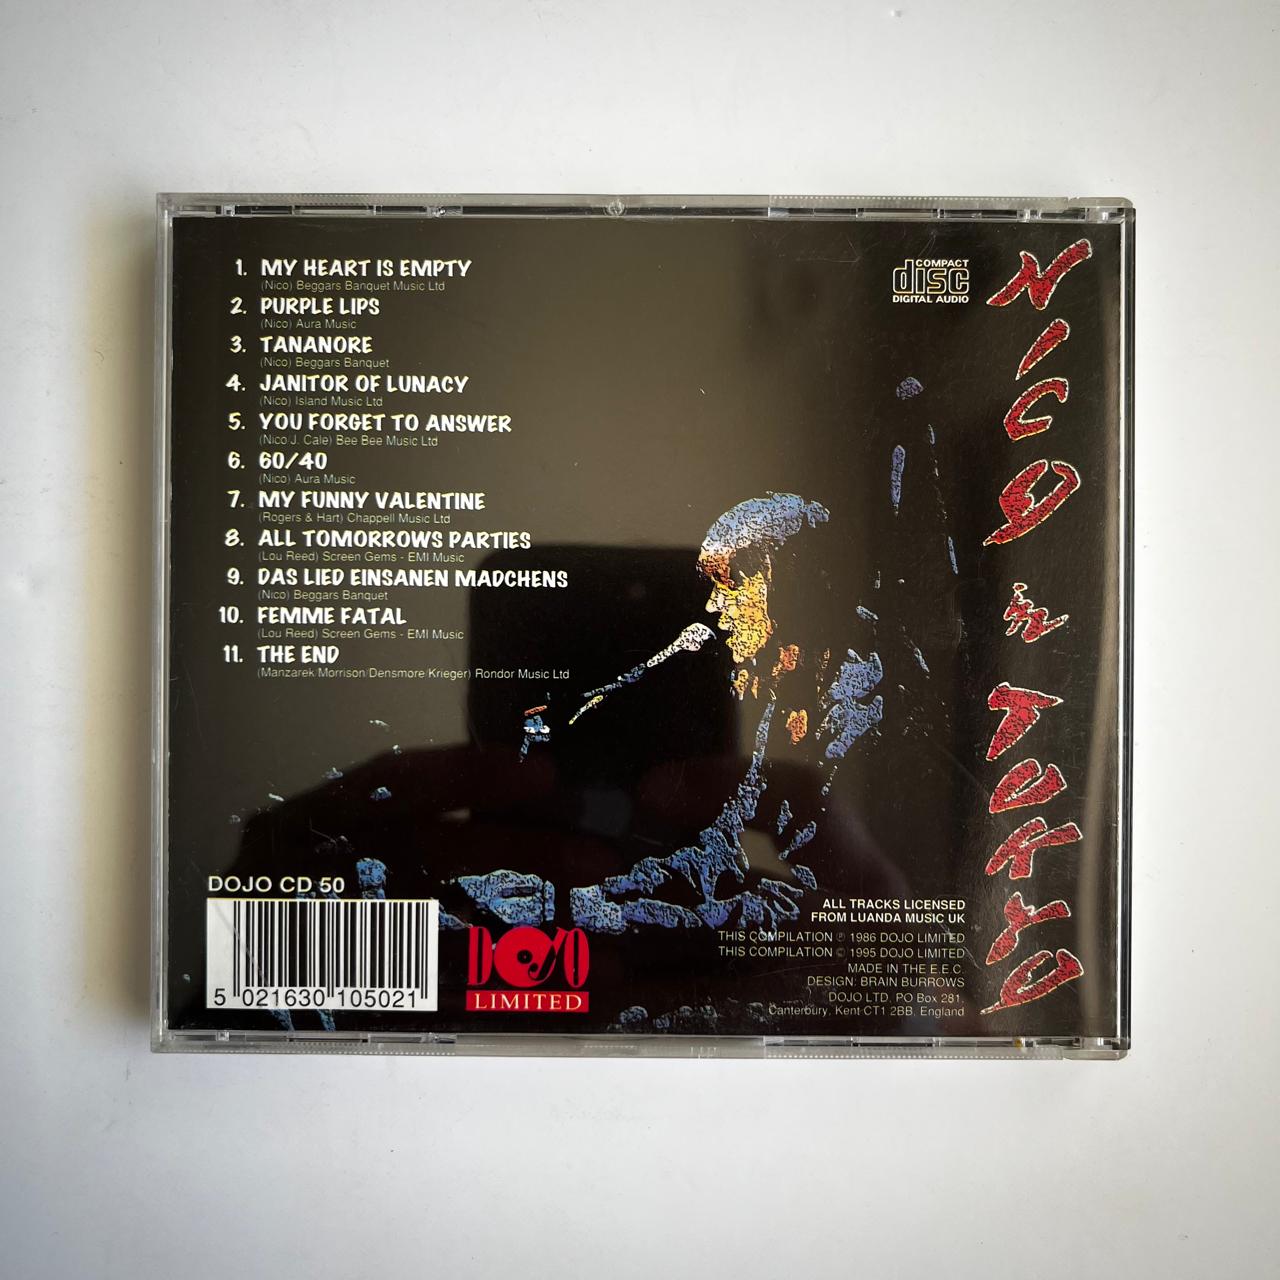 1. MY HEART IS EMPTY
(Nico) Beggars Banquet Music Ltd
2. PURPLE LIPS
(Nico) Aura Music
3. TANANORE
(Nico) Beggars Banquet
4. JANITOR OF LUNACY
(Nico) Island Music Ltd
5. YOU FORGET TO ANSWER
(Nico/J. Cale) Bee Bee Music Ltd
6. 60/40
(Nico) Aura Music
7. MY FUNNY VALENTINE
(Rogers & Hart) Chappell Music Ltd
8. ALL TOMORROWS PARTIES
(Lou Reed) Screen Gems - EMI Music
9. DAS LIED EINSANEN MADCHENS
(Nico) Beggars Banquet
10. FEMME FATAL
(Lou Reed) Screen Gems - EMI Music
11. THE END
(Manzarek/Morrison/Densmore/Krieger) Rondor Music Ltd
COMPACT
disc
DIGITAL AUDIO
NICO IN TOKYO
DOJO CD 50
5 021630 105021
DOJO
LIMITED
ALL TRACKS LICENSED
FROM LUANDA MUSIC UK
THIS COMPILATION ℗ 1986 DOJO LIMITED
THIS COMPILATION © 1995 DOJO LIMITED
MADE IN THE E.E.C.
DESIGN: BRAIN BURROWS
DOJO LTD, PO Box 281,
Canterbury, Kent CT1 2BB, England